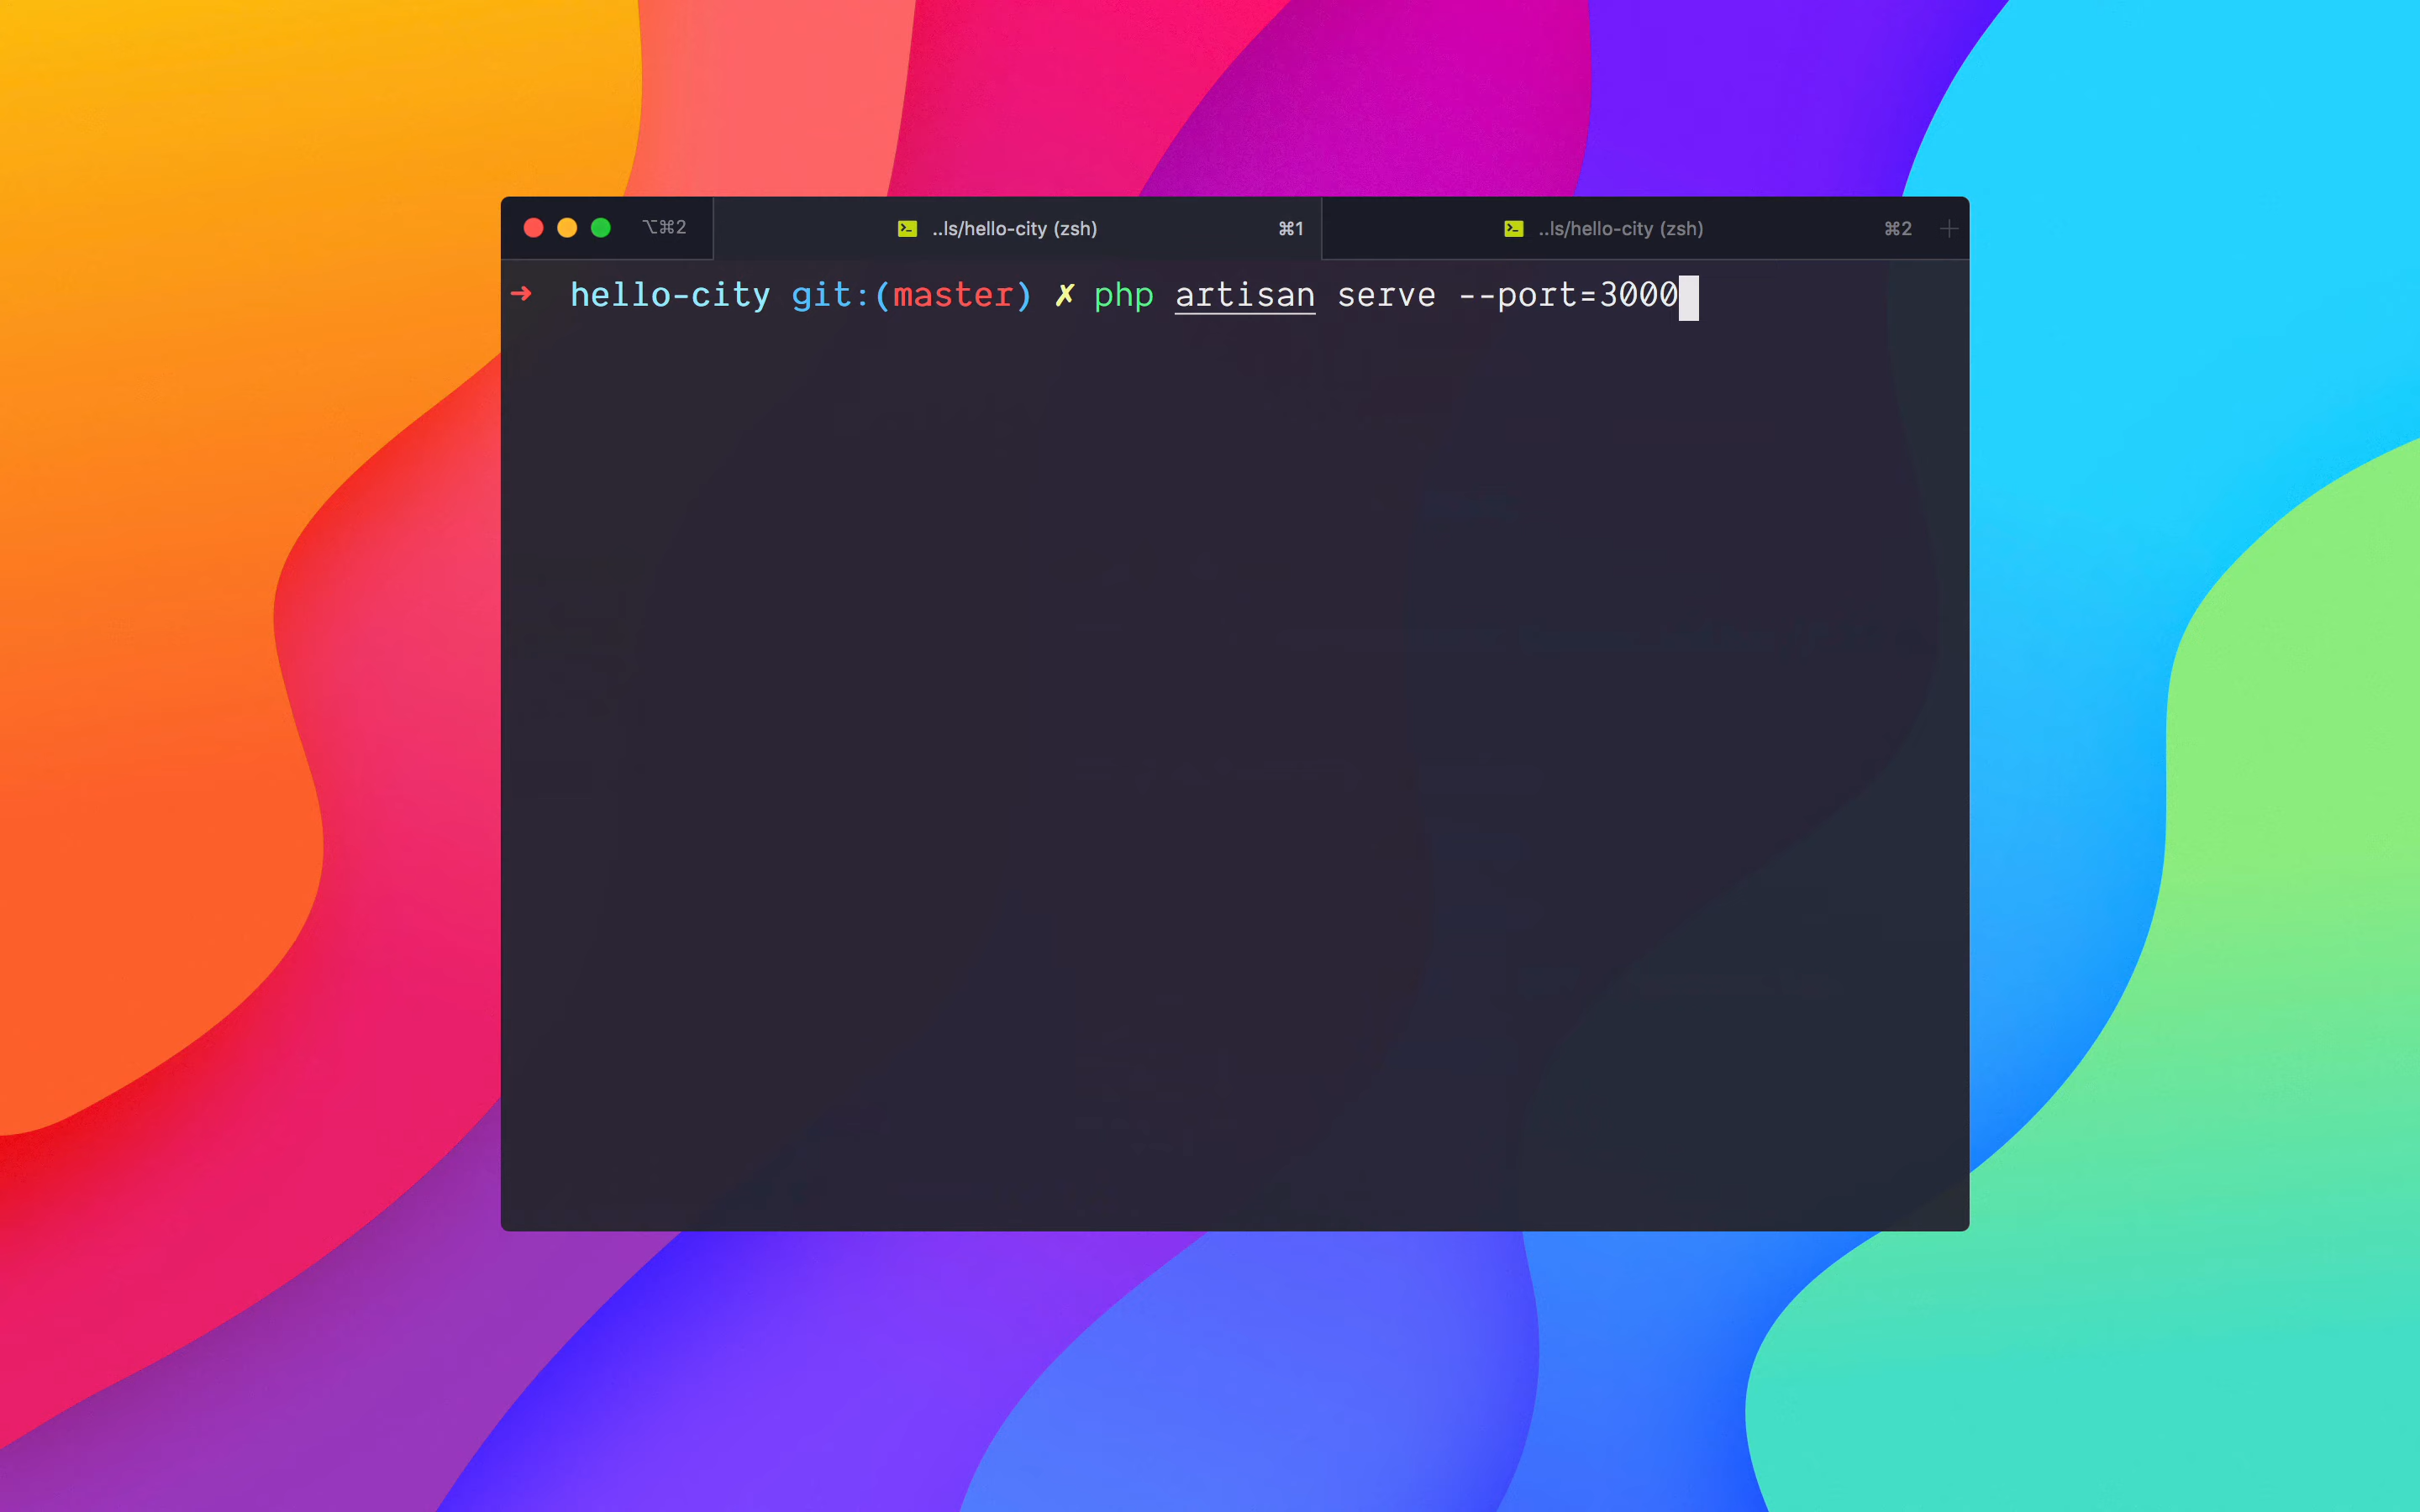 ⌥⌘2 ..ls/hello-city (zsh) ⌘1 ..ls/hello-city (zsh) ⌘2 +
➜ hello-city git:(master) ✗ php artisan serve --port=3000